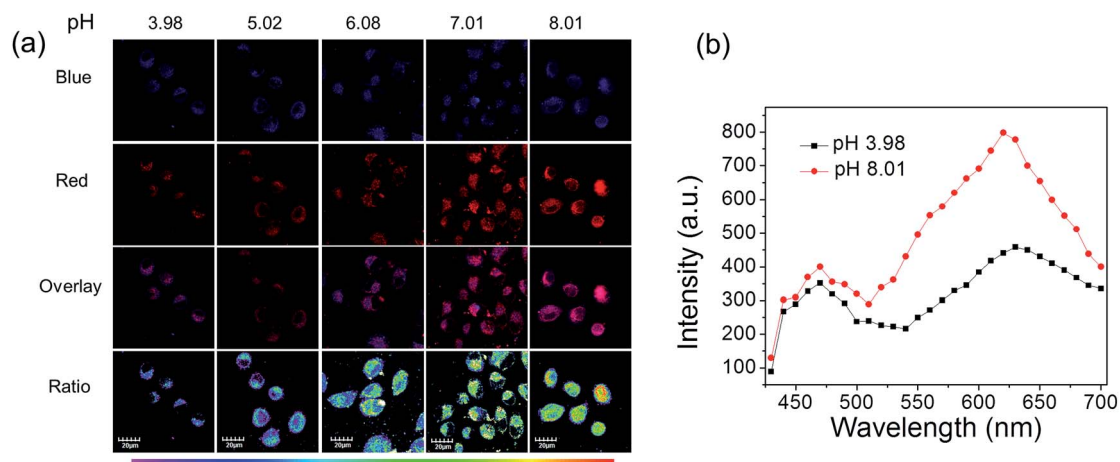 pH 3.98 5.02 6.08 7.01 8.01
(a)
Blue
Red
Overlay
Ratio
20μm 20μm 20μm 20μm 20μm
(b)
pH 3.98
pH 8.01
Intensity (a.u.)
800
700
600
500
400
300
200
100
450 500 550 600 650 700
Wavelength (nm)